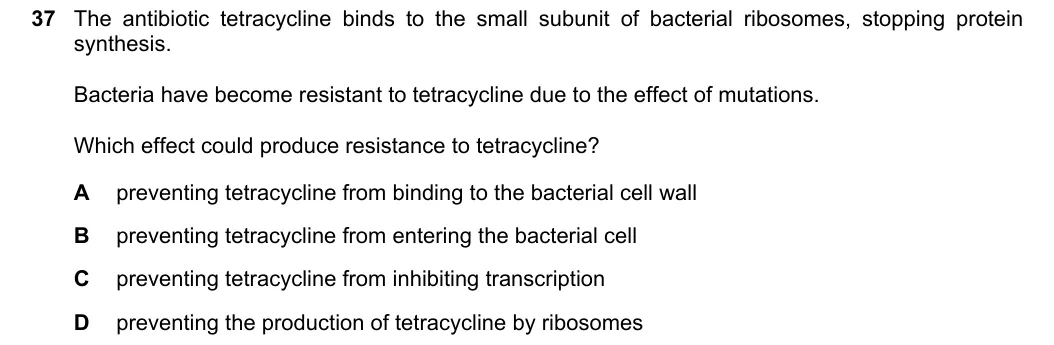 37 The antibiotic tetracycline binds to the small subunit of bacterial ribosomes, stopping protein
synthesis.
Bacteria have become resistant to tetracycline due to the effect of mutations.
Which effect could produce resistance to tetracycline?
A preventing tetracycline from binding to the bacterial cell wall
B preventing tetracycline from entering the bacterial cell
C preventing tetracycline from inhibiting transcription
D preventing the production of tetracycline by ribosomes